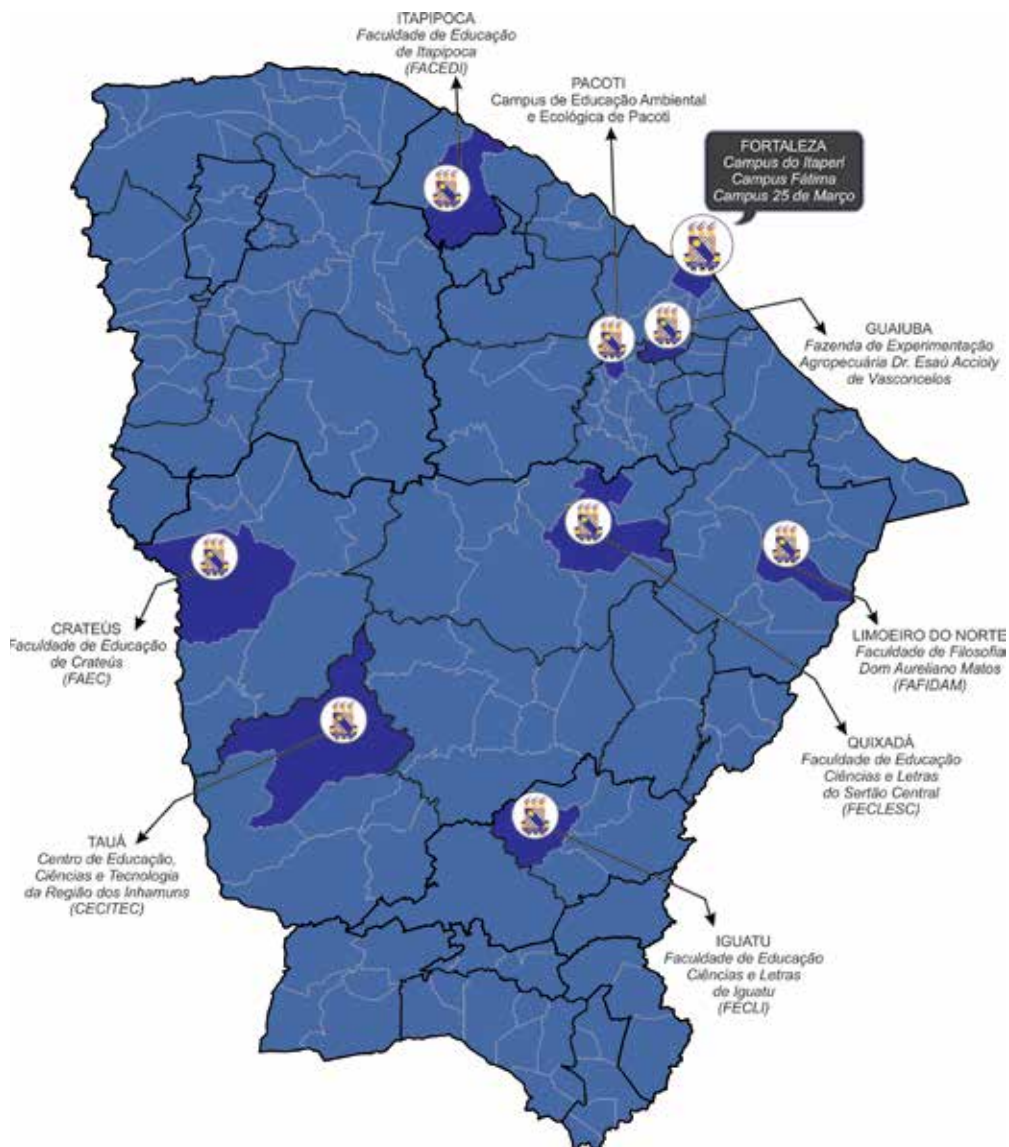 ITAPIPOCA
Faculdade de Educação
de Itapipoca
(FACEDI)
PACOTI
Campus de Educação Ambiental
e Ecológica de Pacoti
FORTALEZA
Campus do Itaperi
Campus Fátima
Campus 25 de Março
GUAIUBA
Fazenda de Experimentação
Agropecuária Dr. Esaú Accioly
de Vasconcelos
CRATEÚS
Faculdade de Educação
de Crateús
(FAEC)
LIMOEIRO DO NORTE
Faculdade de Filosofia
Dom Aureliano Matos
(FAFIDAM)
QUIXADÁ
Faculdade de Educação
Ciências e Letras
do Sertão Central
(FECLESC)
TAUÁ
Centro de Educação,
Ciências e Tecnologia
da Região dos Inhamuns
(CECITEC)
IGUATU
Faculdade de Educação
Ciências e Letras
de Iguatu
(FECLI)